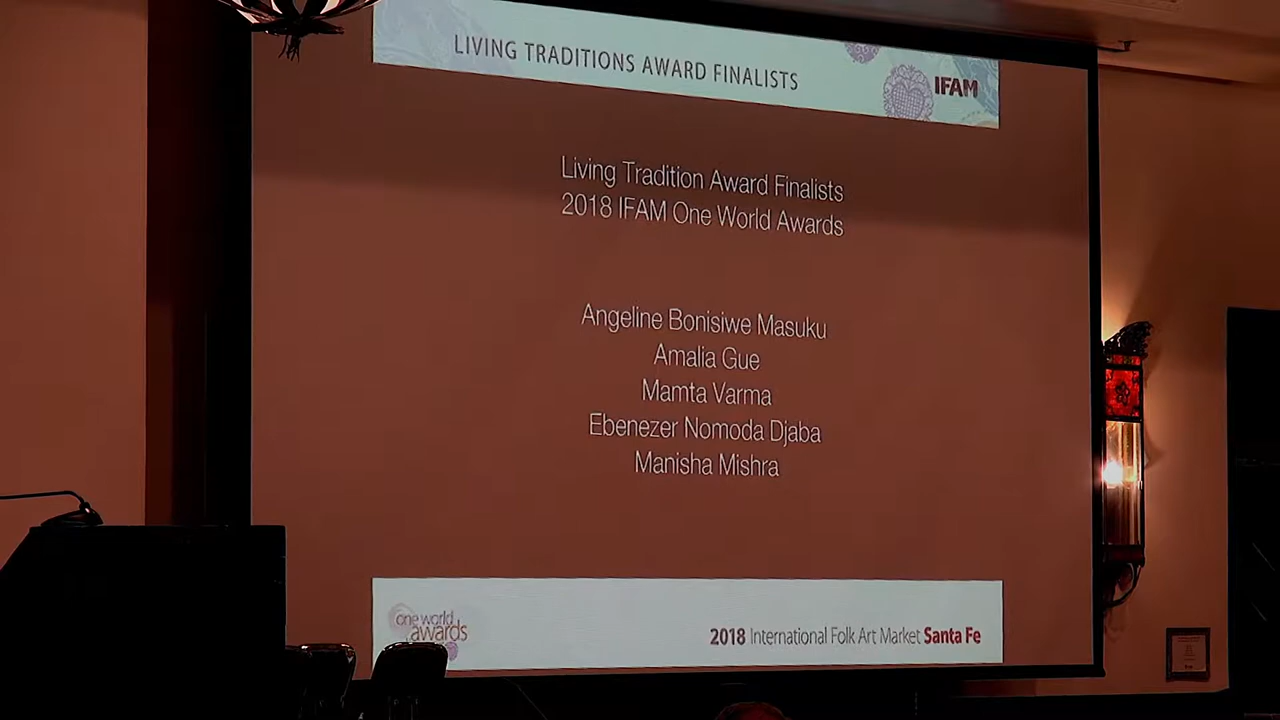 LIVING TRADITIONS AWARD FINALISTS
IFAM
Living Tradition Award Finalists
2018 IFAM One World Awards
Angeline Bonisiwe Masuku
Amalia Gue
Mamta Varma
Ebenezer Nomoda Djaba
Manisha Mishra
one world
awards
2018 International Folk Art Market Santa Fe